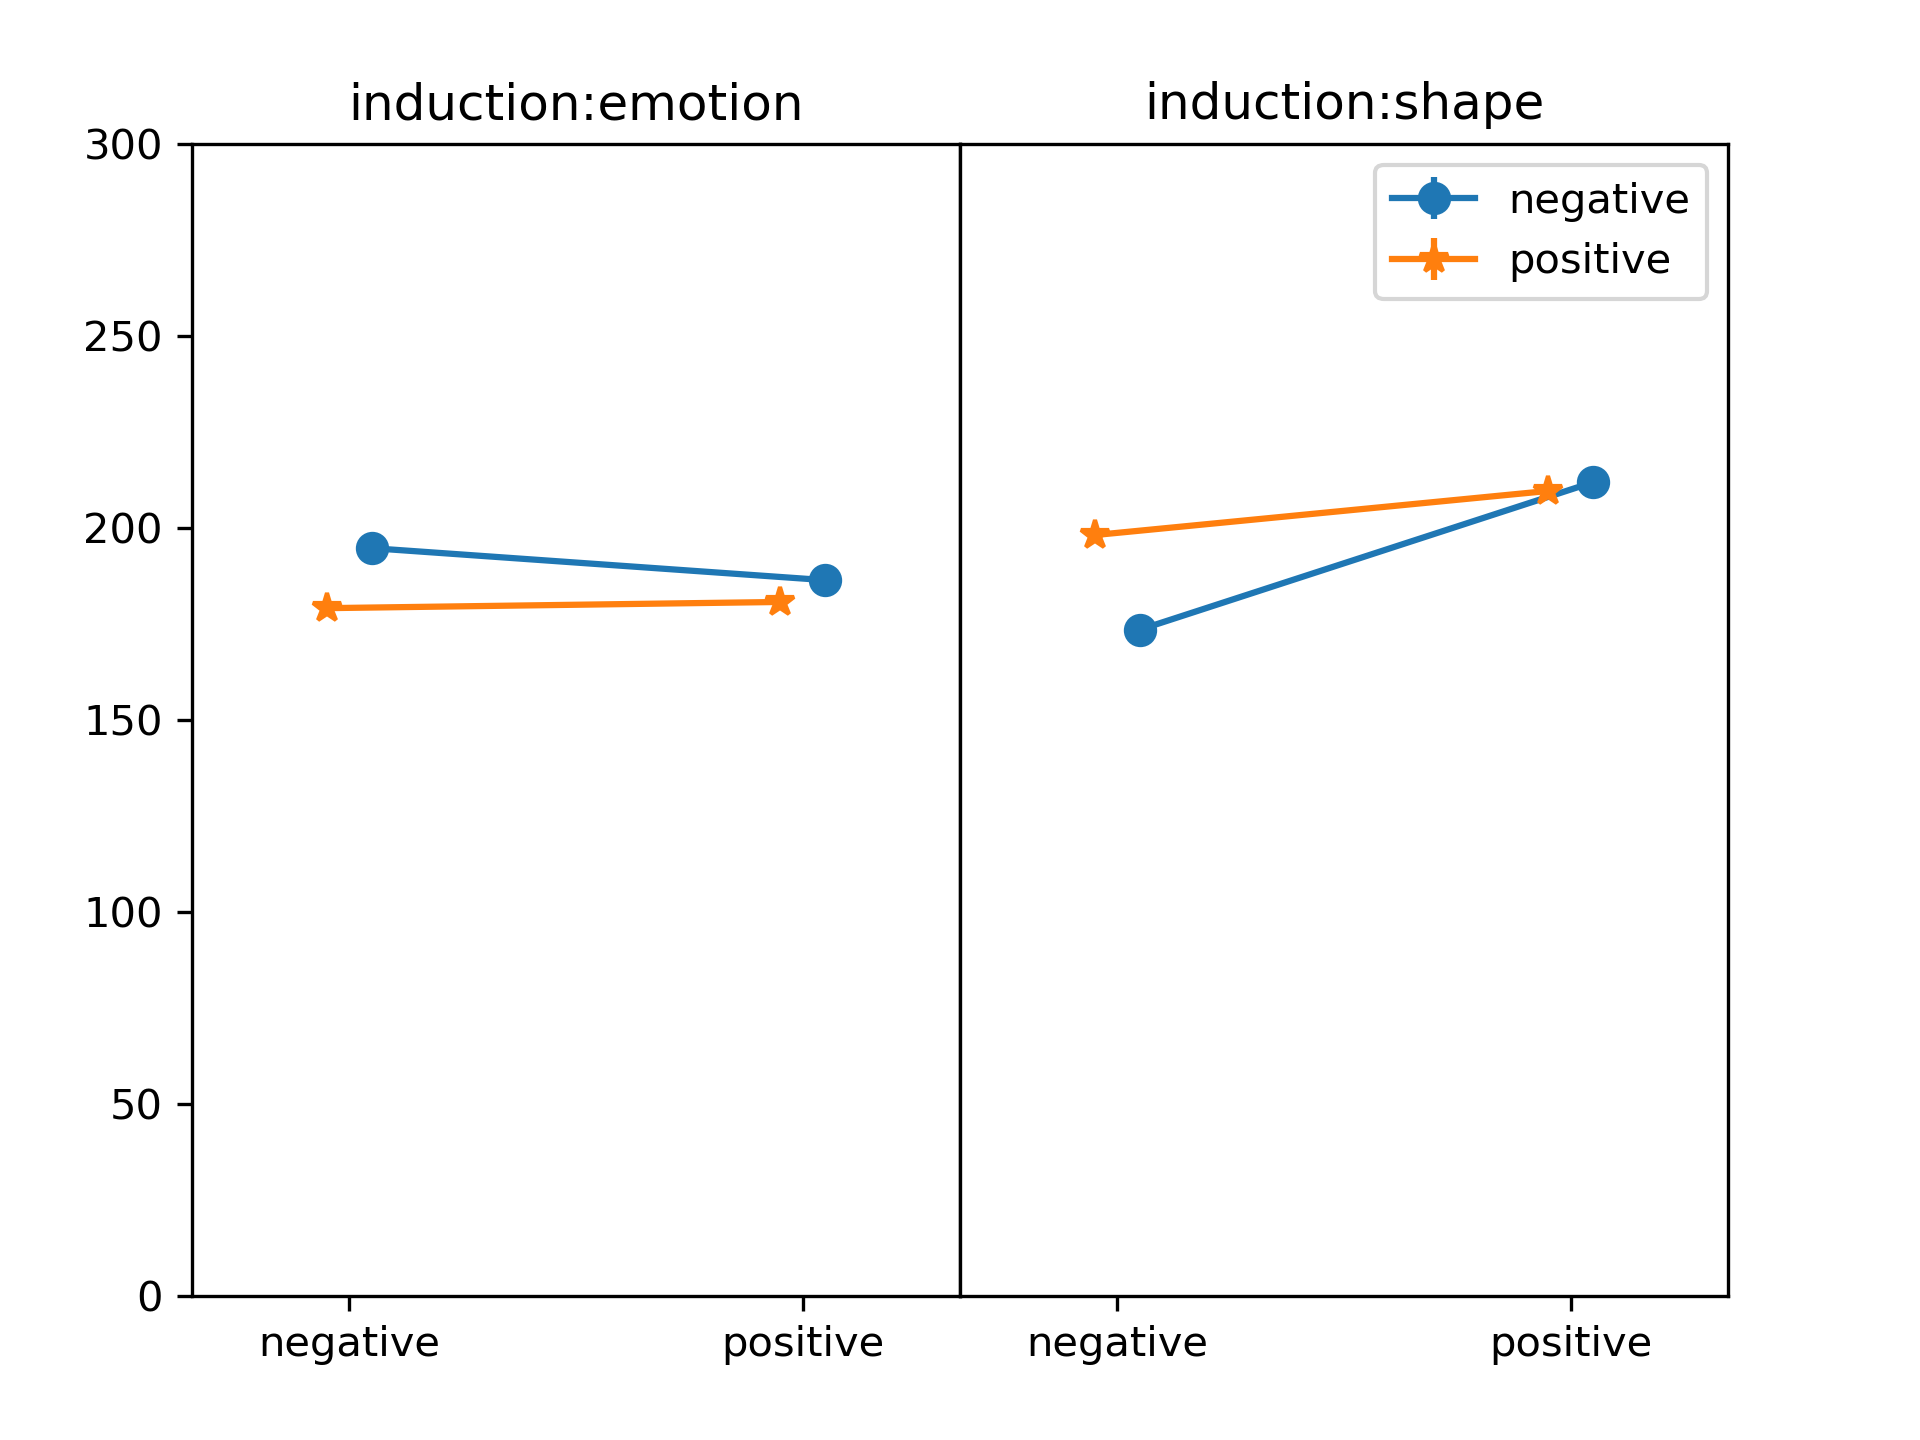 induction:emotion
induction:shape
300
250
200
150
100
50
0
negative
positive
negative
positive
negative
positive